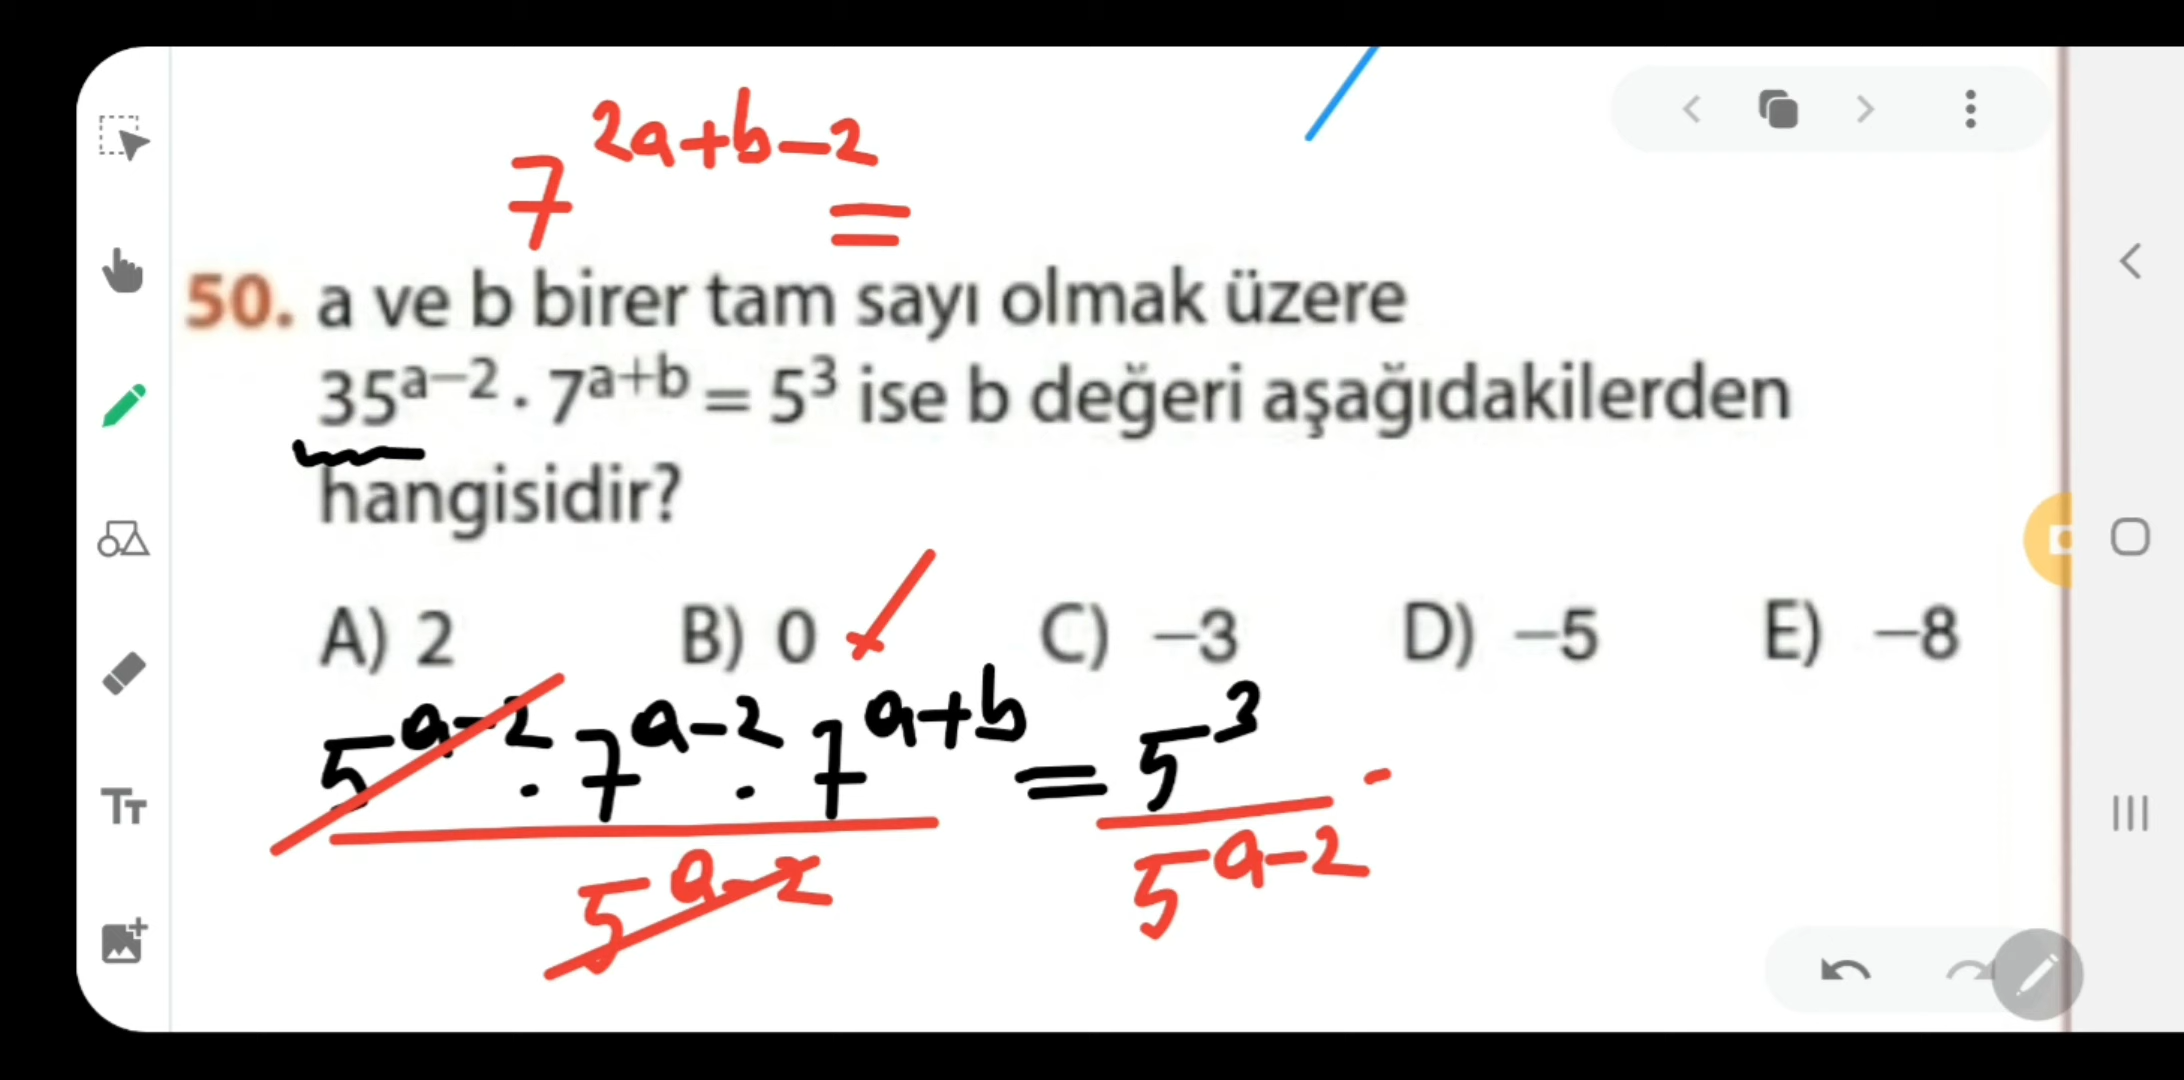 7^{2a+b-2} =
50. a ve b birer tam sayı olmak üzere
35^{a-2} · 7^{a+b} = 5^3 ise b değeri aşağıdakilerden
hangisidir?
A) 2 B) 0 C) -3 D) -5 E) -8
5^{a-2} · 7^{a-2} · 7^{a+b} = 5^3
5^{a-2} 5^{a-2}
Tт